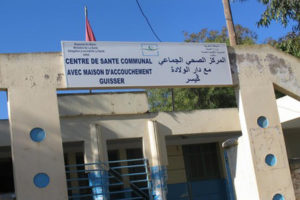 CENTRE DE SANTE COMMUNAL
AVEC MAISON D'ACCOUCHEMENT
GUISSER
المركز الصحي الجماعي
مع دار الولادة
كيسر